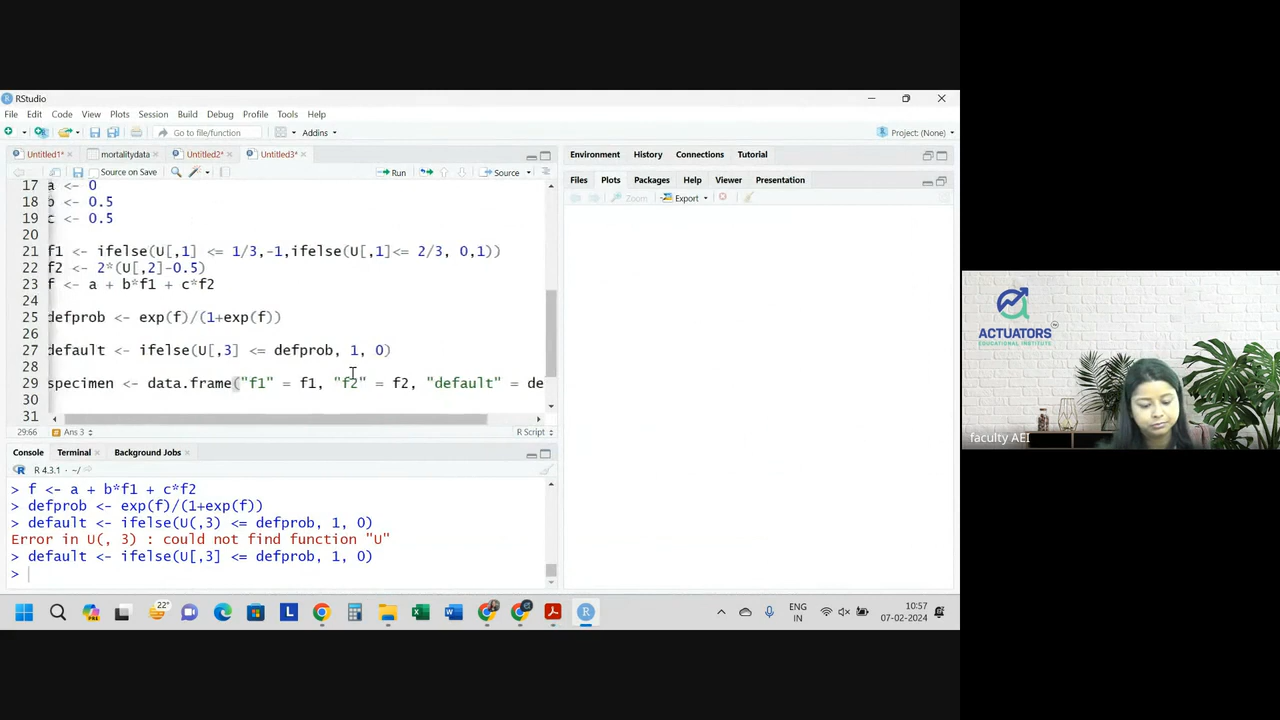 RStudio
File Edit Code View Plots Session Build Debug Profile Tools Help
Go to file/function Addins Project: (None)
Untitled1* mortalitydata Untitled2* Untitled3*
Source on Save Run Source
17 a <- 0
18 b <- 0.5
19 c <- 0.5
20
21 f1 <- ifelse(U[,1] <= 1/3,-1,ifelse(U[,1]<= 2/3, 0,1))
22 f2 <- 2*(U[,2]-0.5)
23 f <- a + b*f1 + c*f2
24
25 defprob <- exp(f)/(1+exp(f))
26
27 default <- ifelse(U[,3] <= defprob, 1, 0)
28
29 specimen <- data.frame("f1" = f1, "f2" = f2, "default" = de
30
31
29:66 Ans 3 R Script
Console Terminal Background Jobs
R 4.3.1 · ~/
> f <- a + b*f1 + c*f2
> defprob <- exp(f)/(1+exp(f))
> default <- ifelse(U(,3) <= defprob, 1, 0)
Error in U(, 3) : could not find function "U"
> default <- ifelse(U[,3] <= defprob, 1, 0)
>
Environment History Connections Tutorial
Files Plots Packages Help Viewer Presentation
Zoom Export
22°
ENG
IN
10:57
07-02-2024
ACTUATORS
EDUCATIONAL INSTITUTE
faculty AEI